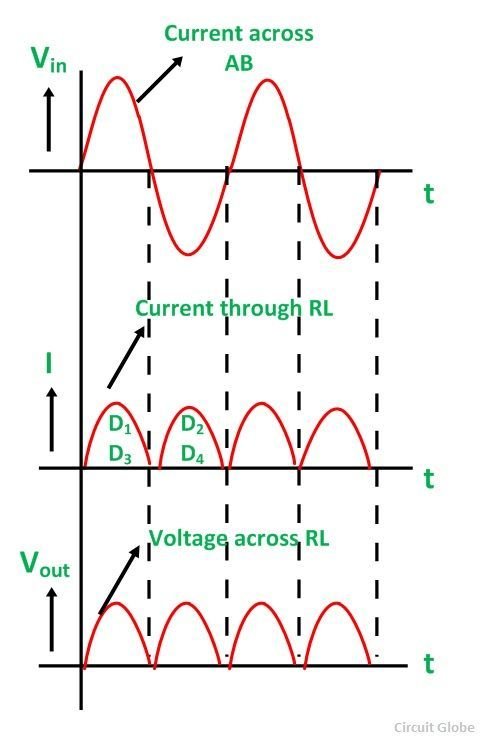 Current across
AB
Vin
t
Current through RL
I
D1
D3
D2
D4
t
Voltage across RL
Vout
t
Circuit Globe